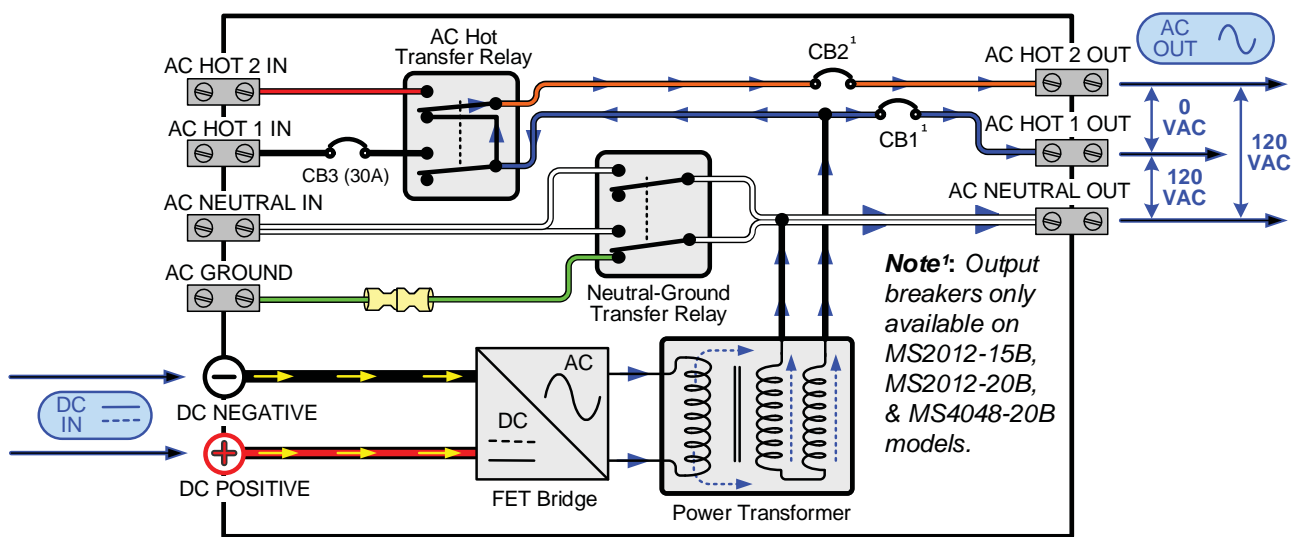 AC Hot
Transfer Relay
AC HOT 2 IN
CB2¹
AC HOT 2 OUT
AC
OUT
AC HOT 1 IN
CB3 (30A)
CB1¹
AC HOT 1 OUT
0
VAC
120
VAC
120
VAC
AC NEUTRAL IN
AC NEUTRAL OUT
AC GROUND
Neutral-Ground
Transfer Relay
Note¹: Output
breakers only
available on
MS2012-15B,
MS2012-20B,
& MS4048-20B
models.
DC
IN
DC NEGATIVE
DC POSITIVE
AC
DC
FET Bridge
Power Transformer